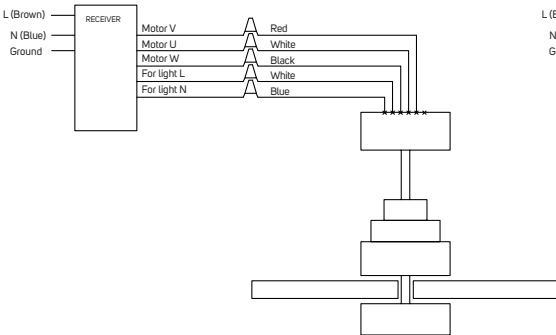 L (Brown)
N (Blue)
Ground
RECEIVER
Motor V
Motor U
Motor W
For light L
For light N
Red
White
Black
White
Blue
L (B
N
G